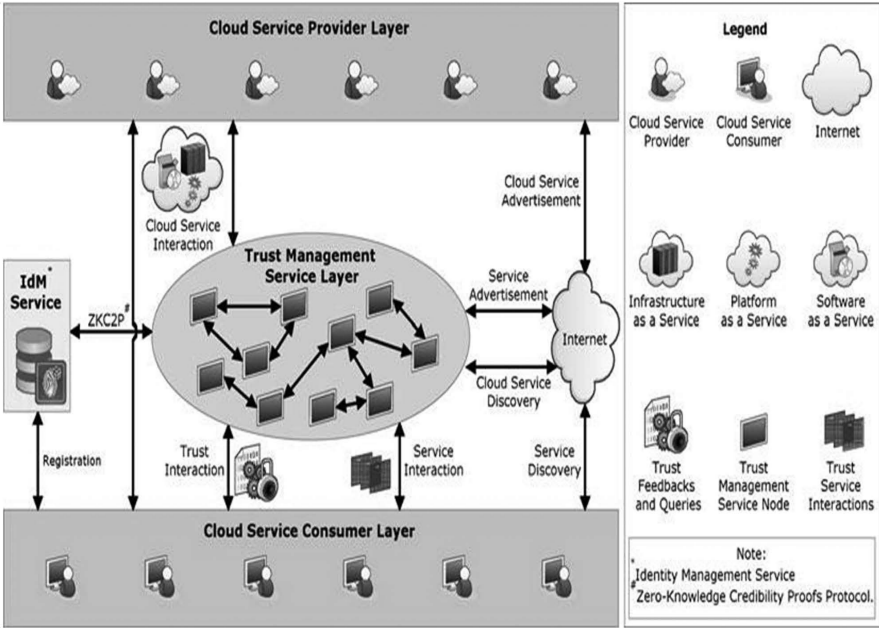 Cloud Service Provider Layer
Cloud Service
Interaction
Cloud Service
Advertisement
Trust Management
Service Layer
IdM*
Service
ZKC2P#
Service
Advertisement
Internet
Cloud Service
Discovery
Registration
Trust
Interaction
Service
Interaction
Service
Discovery
Cloud Service Consumer Layer
Legend
Cloud Service
Provider
Cloud Service
Consumer
Internet
Infrastructure
as a Service
Platform
as a Service
Software
as a Service
Trust
Feedbacks
and Queries
Trust
Management
Service Node
Trust
Service
Interactions
Note:
*Identity Management Service
#Zero-Knowledge Credibility Proofs Protocol.